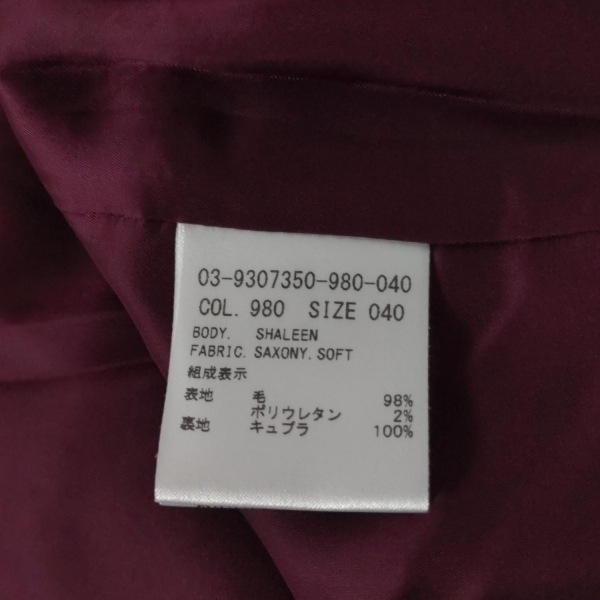 03-9307350-980-040
COL. 980 SIZE 040
BODY. SHALEEN
FABRIC. SAXONY. SOFT
組成表示
表地 毛 98%
ポリウレタン 2%
裏地 キュプラ 100%